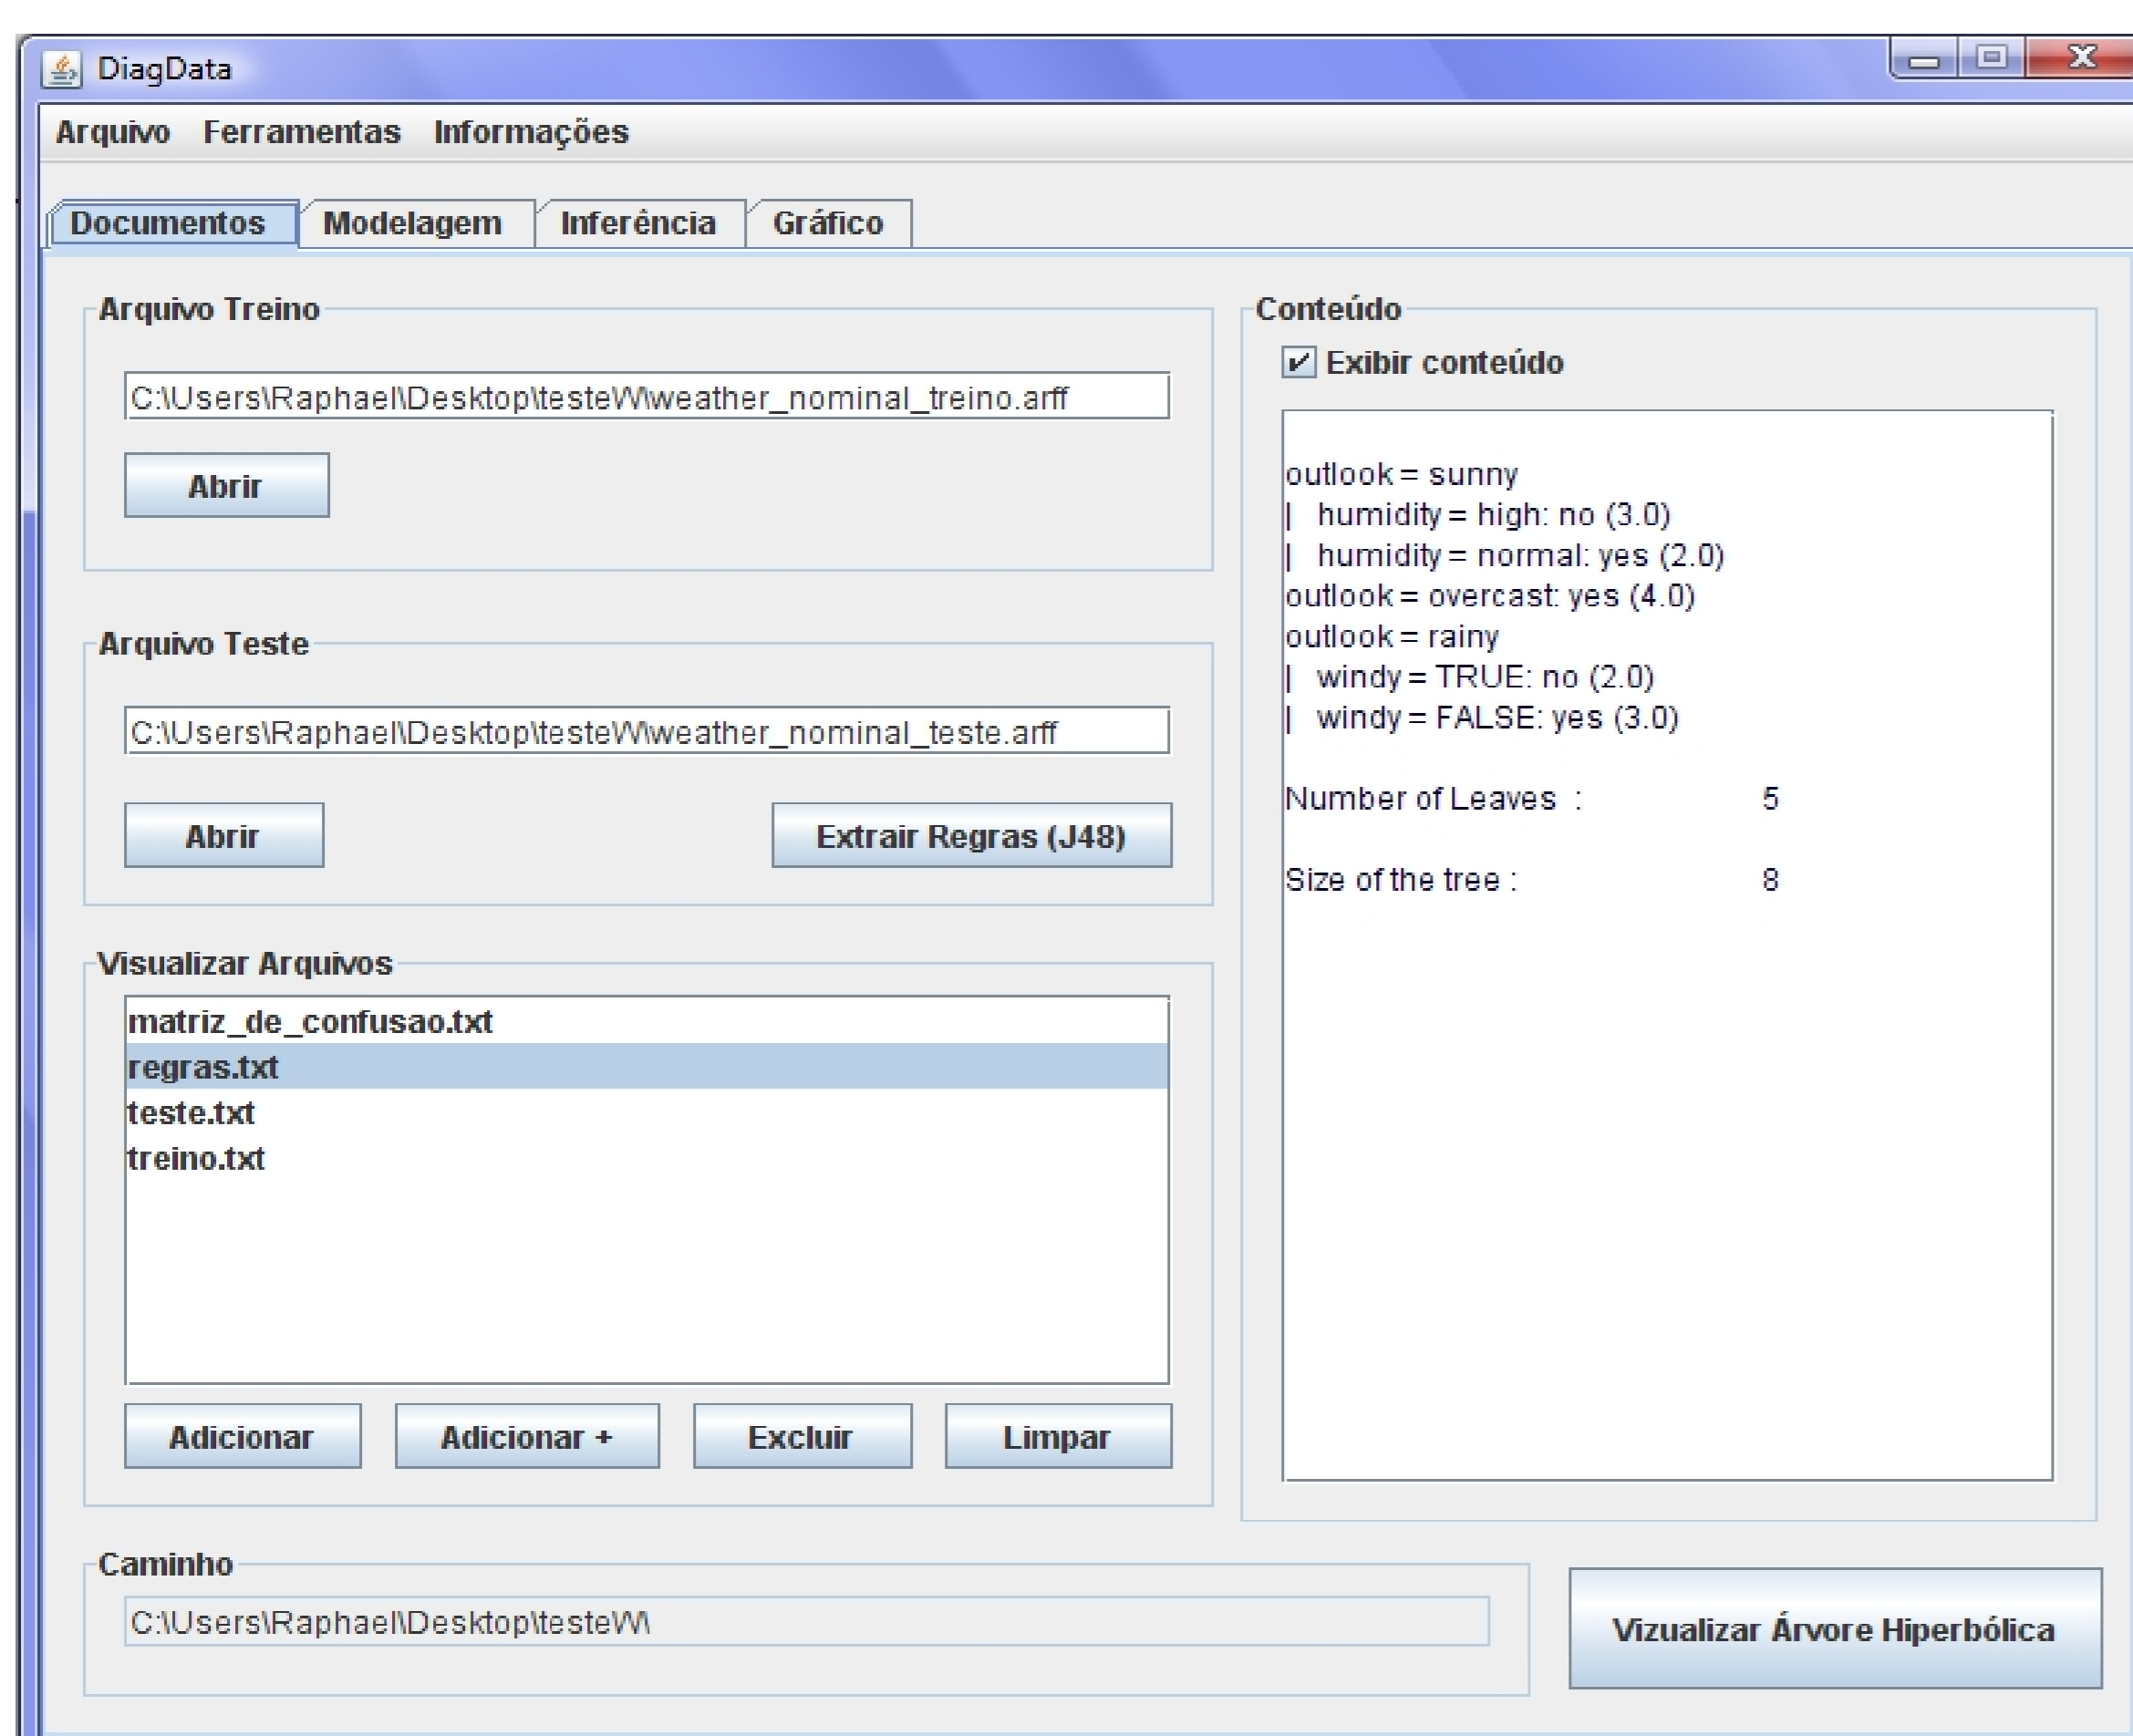 DiagData
Arquivo Ferramentas Informações
Documentos Modelagem Inferência Gráfico
Arquivo Treino
C:\Users\Raphael\Desktop\testeW\weather_nominal_treino.arff
Abrir
Arquivo Teste
C:\Users\Raphael\Desktop\testeW\weather_nominal_teste.arff
Abrir Extrair Regras (J48)
Visualizar Arquivos
matriz_de_confusao.txt
regras.txt
teste.txt
treino.txt
Adicionar Adicionar + Excluir Limpar
Conteúdo
Exibir conteúdo
outlook = sunny
| humidity = high: no (3.0)
| humidity = normal: yes (2.0)
outlook = overcast: yes (4.0)
outlook = rainy
| windy = TRUE: no (2.0)
| windy = FALSE: yes (3.0)
Number of Leaves : 5
Size of the tree : 8
Caminho
C:\Users\Raphael\Desktop\testeW\
Vizualizar Árvore Hiperbólica